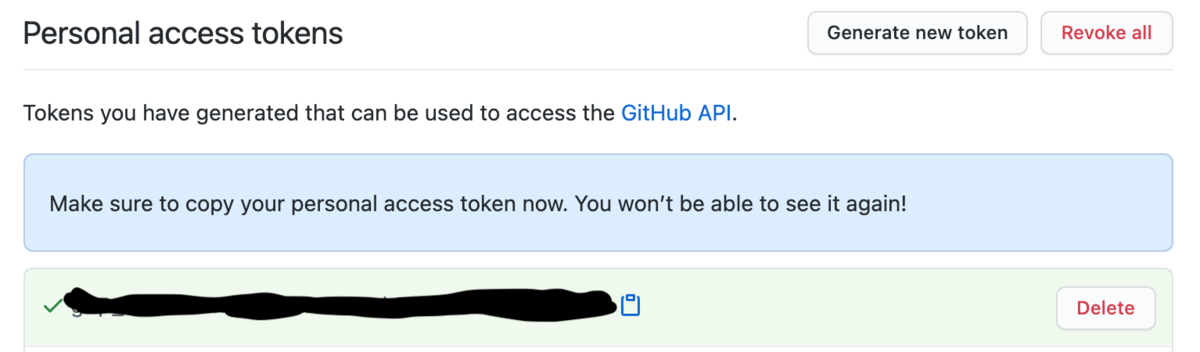 Personal access tokens
Generate new token
Revoke all
Tokens you have generated that can be used to access the GitHub API.
Make sure to copy your personal access token now. You won't be able to see it again!
Delete